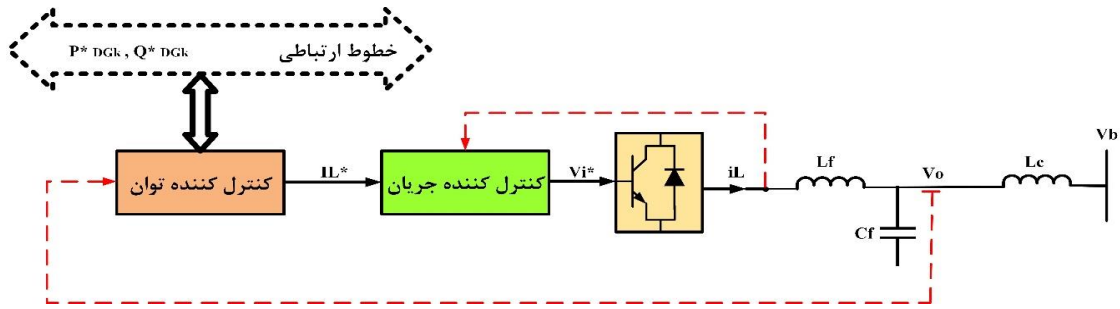 P* DGk , Q* DGk خطوط ارتباطی
کنترل کننده توان
IL*
کنترل کننده جریان
Vi*
iL
Lf
Cf
Vo
Lc
Vb